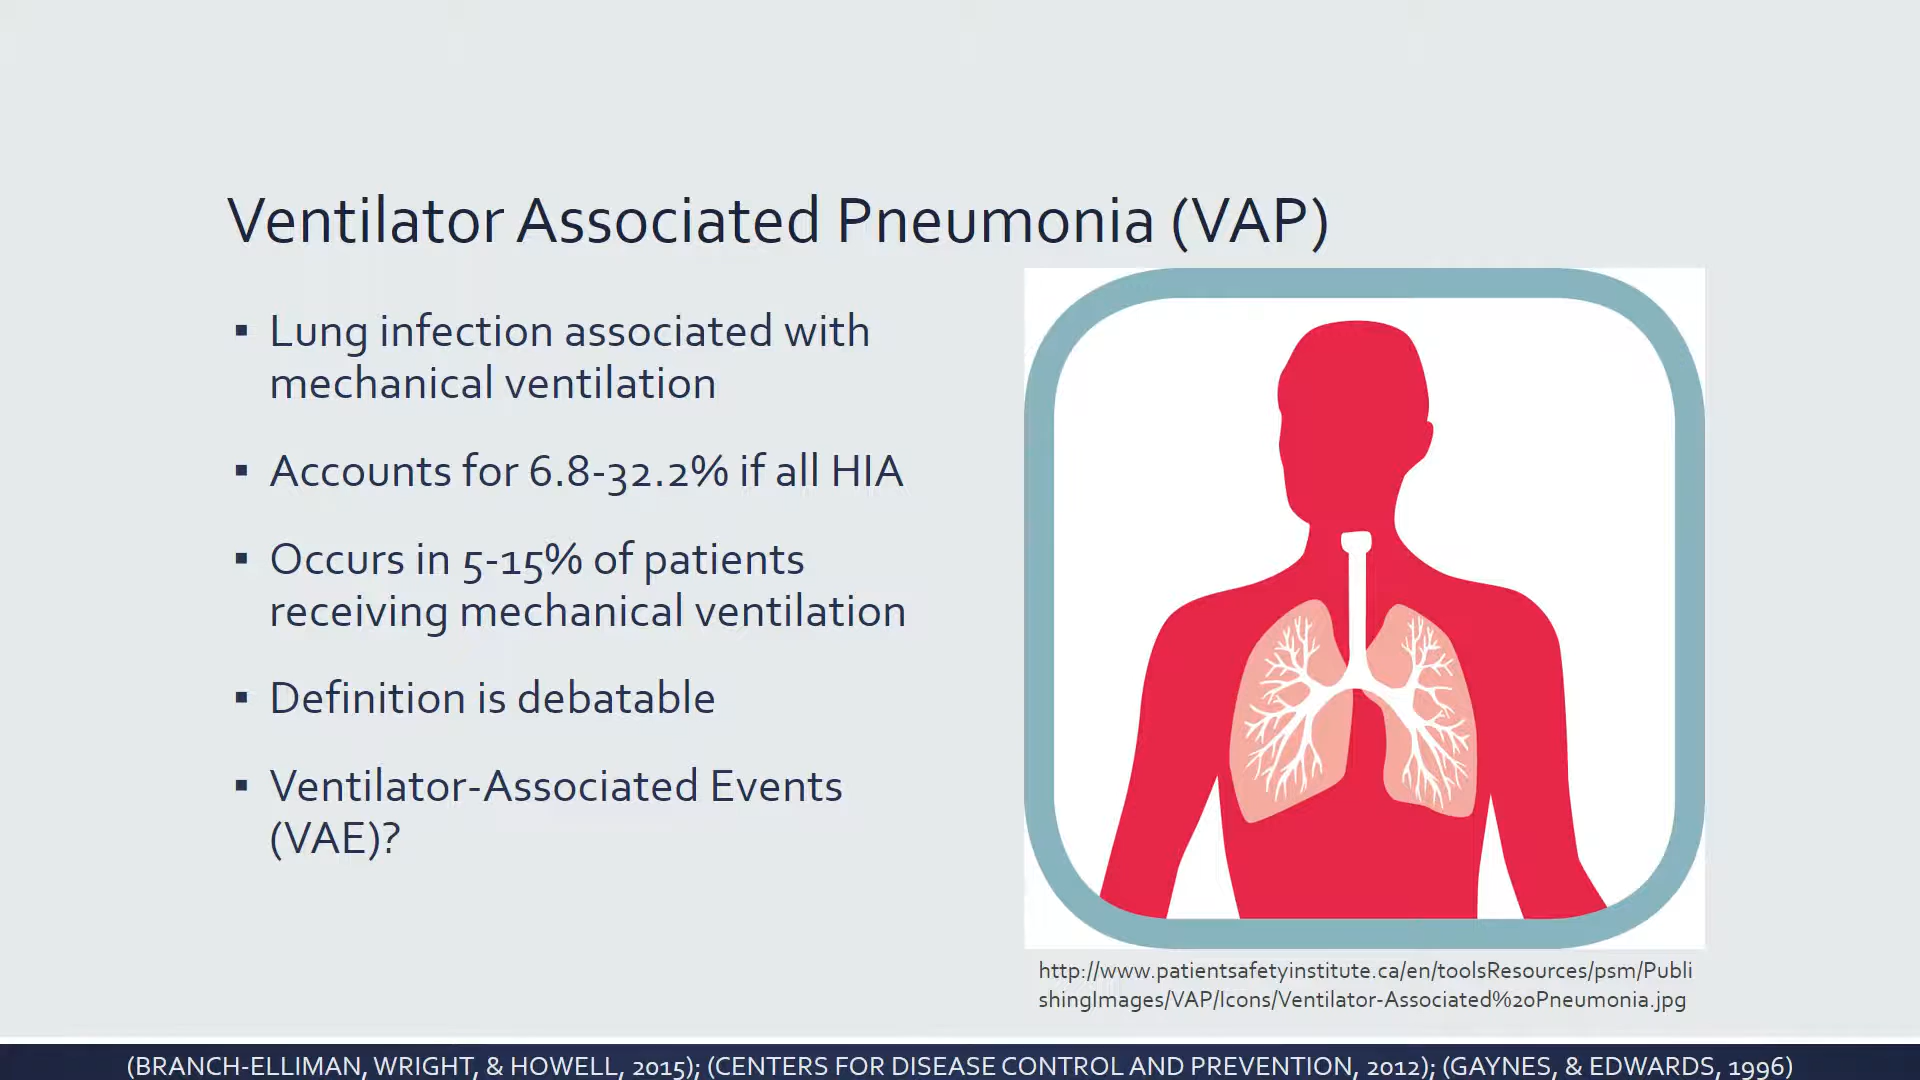 Ventilator Associated Pneumonia (VAP)
▪ Lung infection associated with
mechanical ventilation
▪ Accounts for 6.8-32.2% if all HIA
▪ Occurs in 5-15% of patients
receiving mechanical ventilation
▪ Definition is debatable
▪ Ventilator-Associated Events
(VAE)?
http://www.patientsafetyinstitute.ca/en/toolsResources/psm/Publi
shingImages/VAP/Icons/Ventilator-Associated%20Pneumonia.jpg
(BRANCH-ELLIMAN, WRIGHT, & HOWELL, 2015); (CENTERS FOR DISEASE CONTROL AND PREVENTION, 2012); (GAYNES, & EDWARDS, 1996)